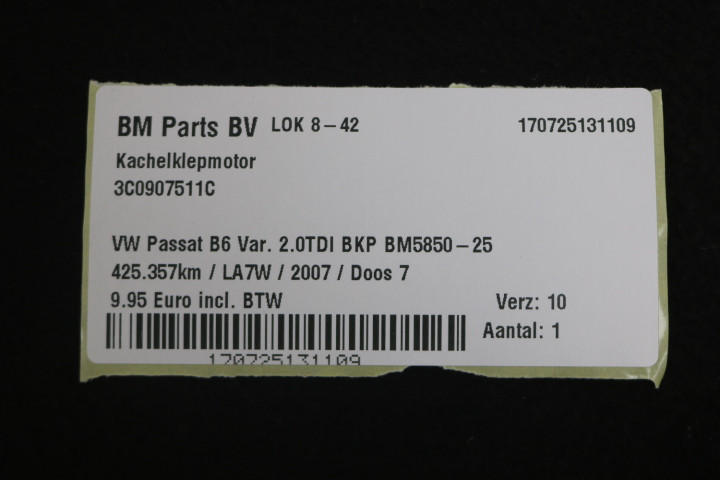 BM Parts BV LOK 8-42 170725131109
Kachelklepmotor
3C0907511C
VW Passat B6 Var. 2.0TDI BKP BM5850-25
425.357km / LA7W / 2007 / Doos 7
9.95 Euro incl. BTW Verz: 10
Aantal: 1
170725131109